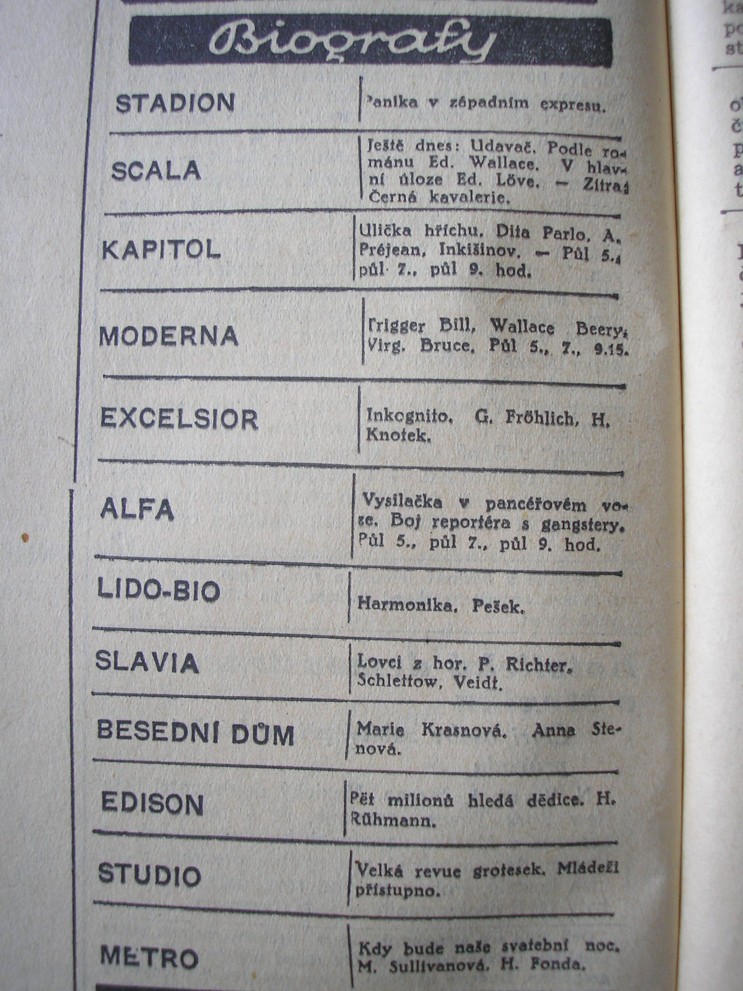 Biografy
STADION
Panika v západním expresu.
SCALA
Ještě dnes: Udavač. Podle ro-
mánu Ed. Wallace. V hlav-
ní úloze Ed. Löve. — Zítra:
Černá kavalerie.
KAPITOL
Ulička hříchu. Dita Parlo, A.
Préjean, Inkišinov. — Půl 5.,
půl 7., půl 9. hod.
MODERNA
Trigger Bill, Wallace Beery,
Virg. Bruce. Půl 5., 7., 9.15.
EXCELSIOR
Inkognito. G. Fröhlich, H.
Knotek.
ALFA
Vysilačka v pancéřovém vo-
ze. Boj reportéra s gangstery.
Půl 5., půl 7., půl 9. hod.
LIDO-BIO
Harmonika. Pešek.
SLAVIA
Lovci z hor. P. Richter,
Schlettow, Veidt.
BESEDNÍ DŮM
Marie Krasnová. Anna Ste-
nová.
EDISON
Pět milionů hledá dědice. H.
Rühmann.
STUDIO
Velká revue grotesek. Mládeži
přístupno.
METRO
Kdy bude naše svatební noc.
M. Sullivanová. H. Fonda.